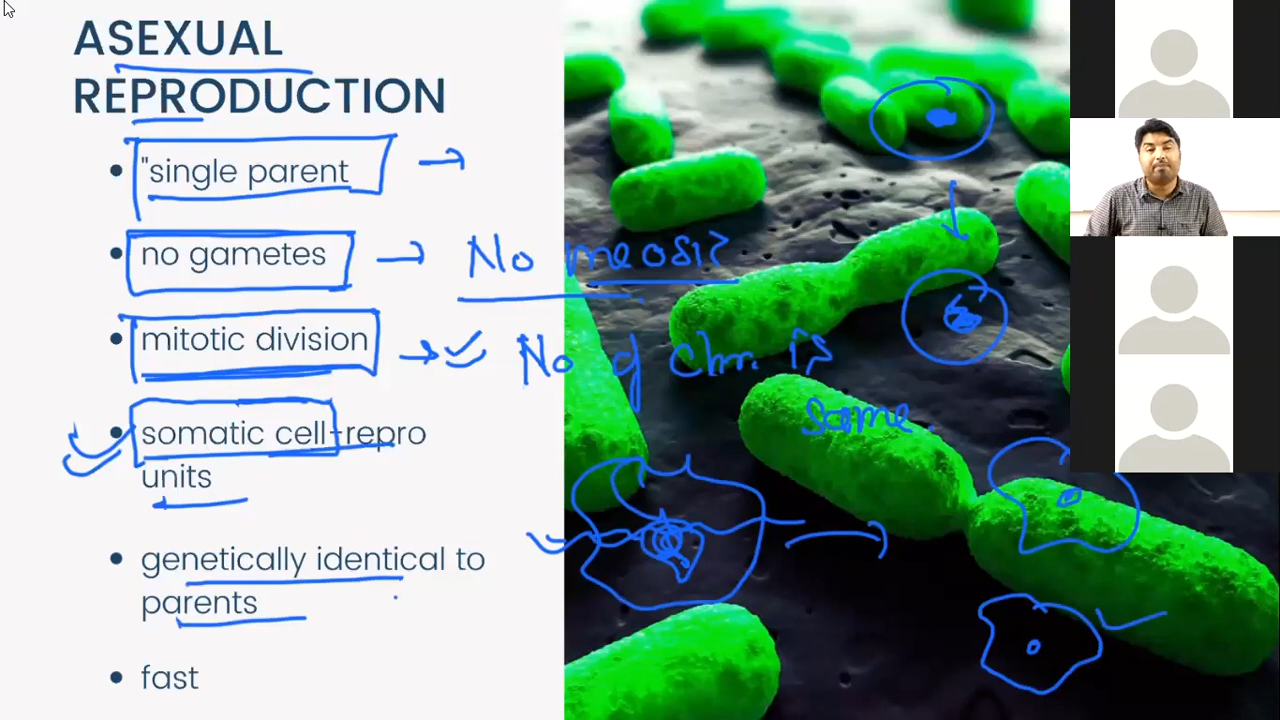 ASEXUAL
REPRODUCTION
• "single parent →
• no gametes → No meosis
• mitotic division → No of Chr. is
same.
• somatic cell-repro
units
• genetically identical to
parents
• fast